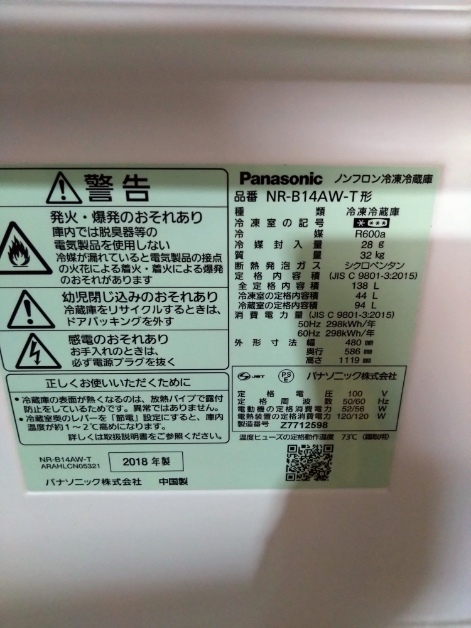 警告
発火・爆発のおそれあり
庫内では脱臭器等の
電気製品を使用しない
冷媒が漏れていると電気製品の接点
の火花による着火・着火による爆発
のおそれがあります
幼児閉じ込みのおそれあり
冷蔵庫をリサイクルするときは、
ドアパッキングを外す
感電のおそれあり
お手入れのときは、
必ず電源プラグを抜く
正しくお使いいただくために
・冷蔵庫の表面が熱くなるのは、放熱パイプで露付
防止をしているためです。異常ではありません。
・冷蔵室のレバーを「節電」設定にすると、庫内
温度が約1~2℃高めになります。
詳しくは取扱説明書をご参照ください。
NR-B14AW-T
ARAHLCN05321
2018年製
パナソニック株式会社 中国製
Panasonic ノンフロン冷凍冷蔵庫
品番 NR-B14AW-T形
種類 冷凍冷蔵庫
冷凍室の記号
冷媒 R600a
冷媒封入量 28g
質量 32kg
断熱発泡ガス シクロペンタン
定格内容積 (JIS C 9801-3:2015)
全定格内容積 138 L
冷凍室の定格内容積 44 L
冷蔵室の定格内容積 94 L
消費電力量 (JIS C 9801-3:2015)
50Hz 298kWh/年
60Hz 298kWh/年
外形寸法 幅 480 mm
奥行 586 mm
高さ 1119 mm
JET PSE パナソニック株式会社
定格電圧 100 V
定格周波数 50/60 Hz
電動機の定格消費電力 52/56 W
電熱装置の定格消費電力 120/120 W
製造番号 Z7712598
温度ヒューズの定格動作温度 73℃